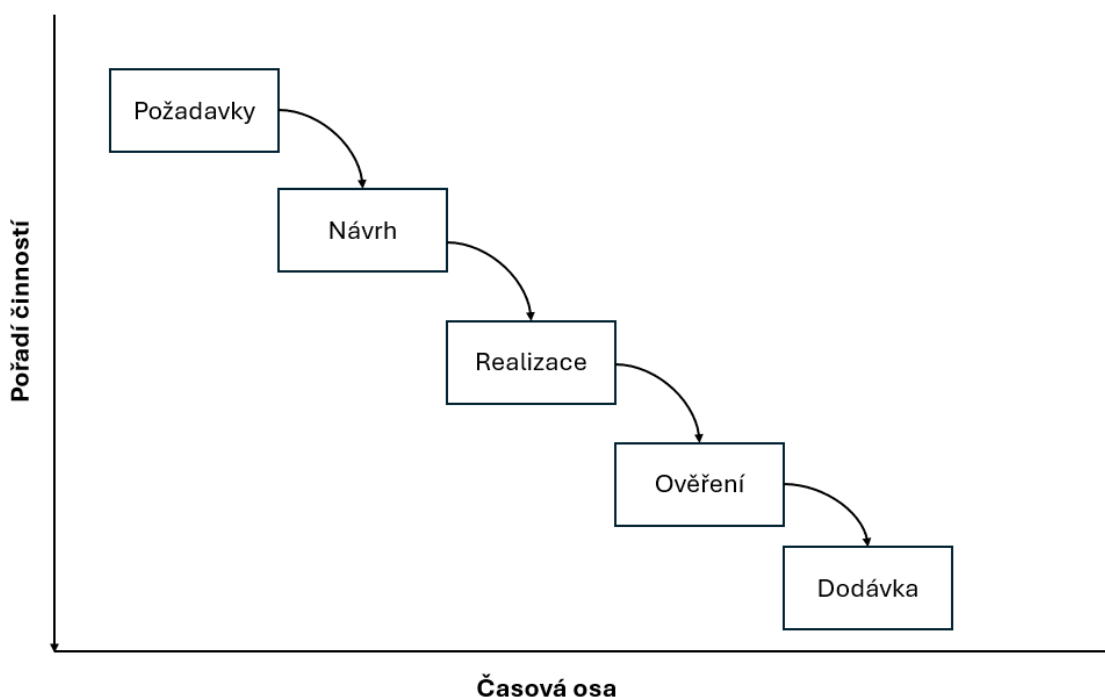 Požadavky
Návrh
Realizace
Ověření
Dodávka
Pořadí činností
Časová osa